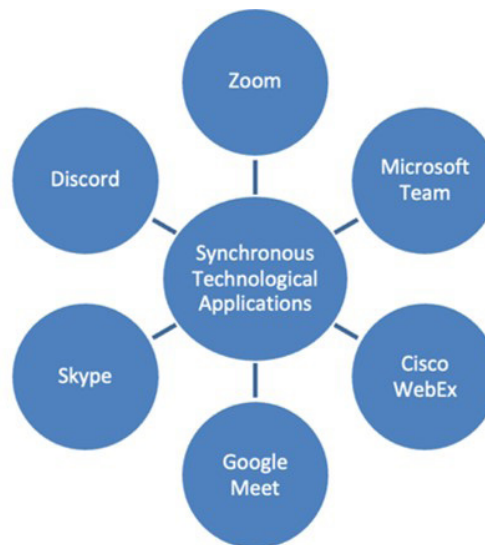 Zoom
Microsoft
Team
Cisco
WebEx
Google
Meet
Skype
Discord
Synchronous
Technological
Applications